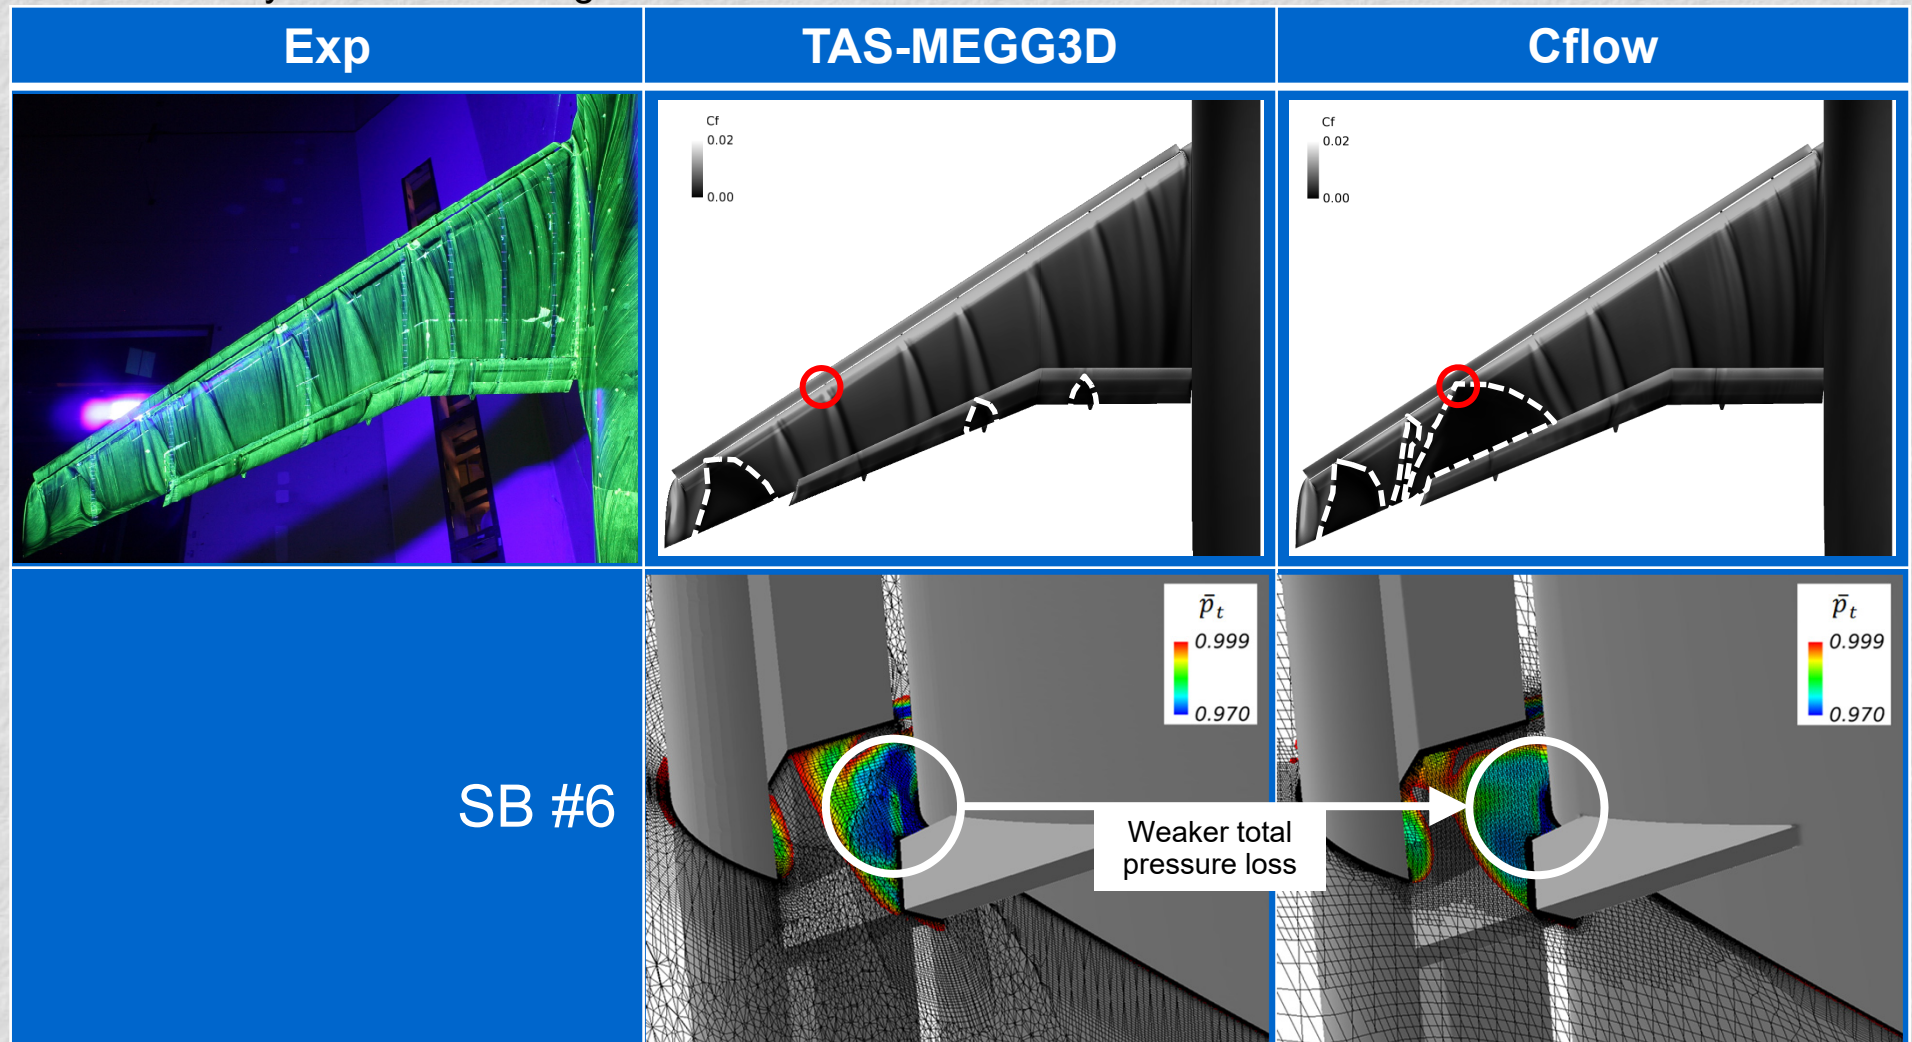 Exp
TAS-MEGG3D
Cflow
Cf
0.02
0.00
Cf
0.02
0.00
SB #6
p̄t
0.999
0.970
Weaker total
pressure loss
p̄t
0.999
0.970